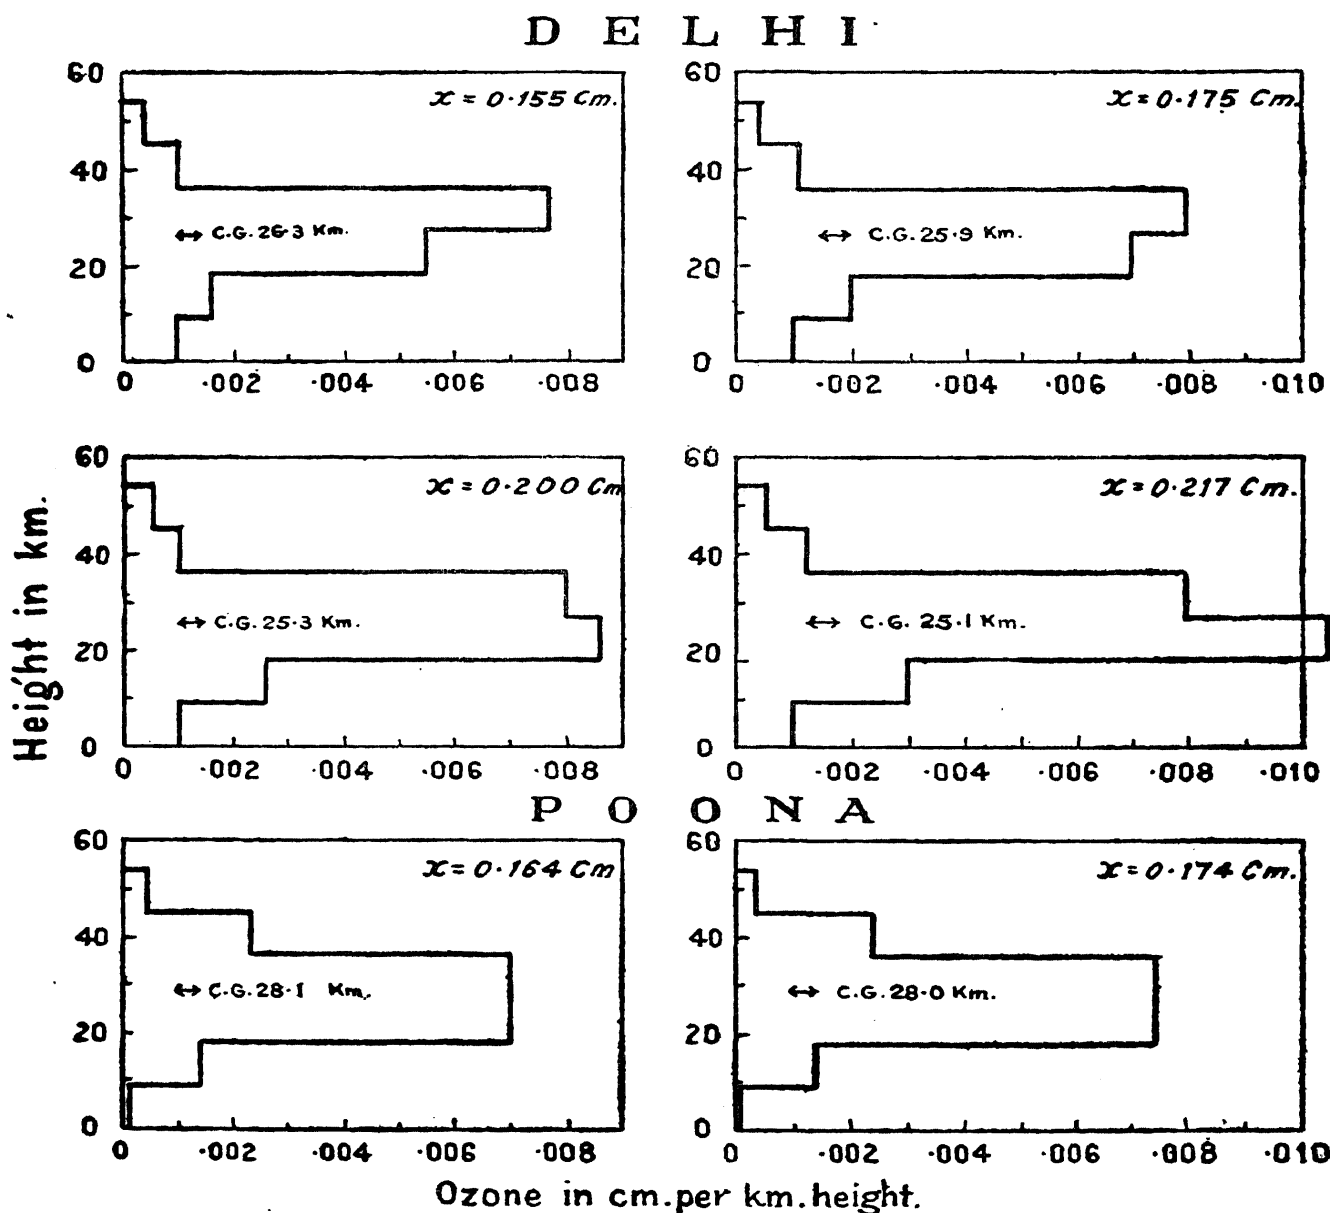 DELHI
60
x = 0.155 Cm.
40
C.G. 26.3 Km.
20
0
0 .002 .004 .006 .008
60
x = 0.175 Cm.
40
C.G. 25.9 Km.
20
0
0 .002 .004 .006 .008 .010
60
x = 0.200 Cm
40
C.G. 25.3 Km.
20
0
0 .002 .004 .006 .008
60
x = 0.217 Cm.
40
C.G. 25.1 Km.
20
0
0 .002 .004 .006 .008 .010
Height in km.
POONA
60
x = 0.164 Cm
40
C.G. 28.1 Km.
20
0
0 .002 .004 .006 .008
60
x = 0.174 Cm.
40
C.G. 28.0 Km.
20
0
0 .002 .004 .006 .008 .010
Ozone in cm. per km. height.